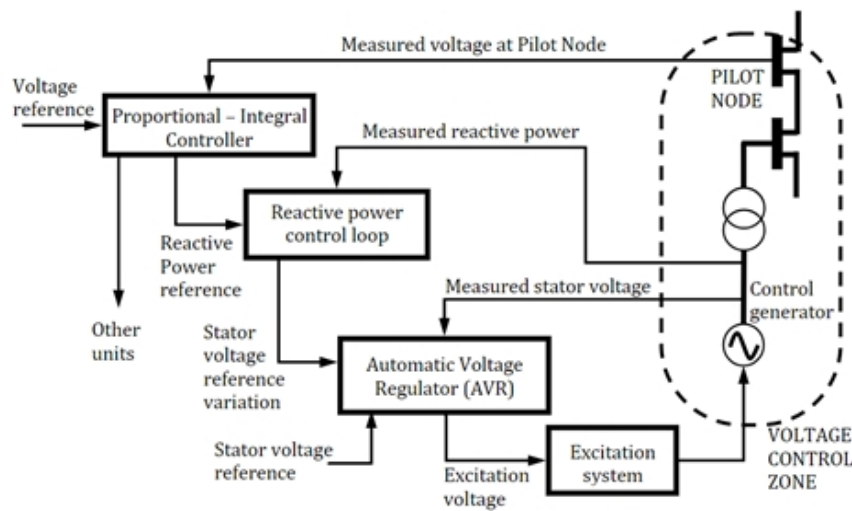 Measured voltage at Pilot Node
PILOT
NODE
Voltage
reference
Proportional – Integral
Controller
Measured reactive power
Reactive power
control loop
Reactive
Power
reference
Measured stator voltage
Control
generator
Other
units
Stator
voltage
reference
variation
Automatic Voltage
Regulator (AVR)
Stator voltage
reference
Excitation
voltage
Excitation
system
VOLTAGE
CONTROL
ZONE